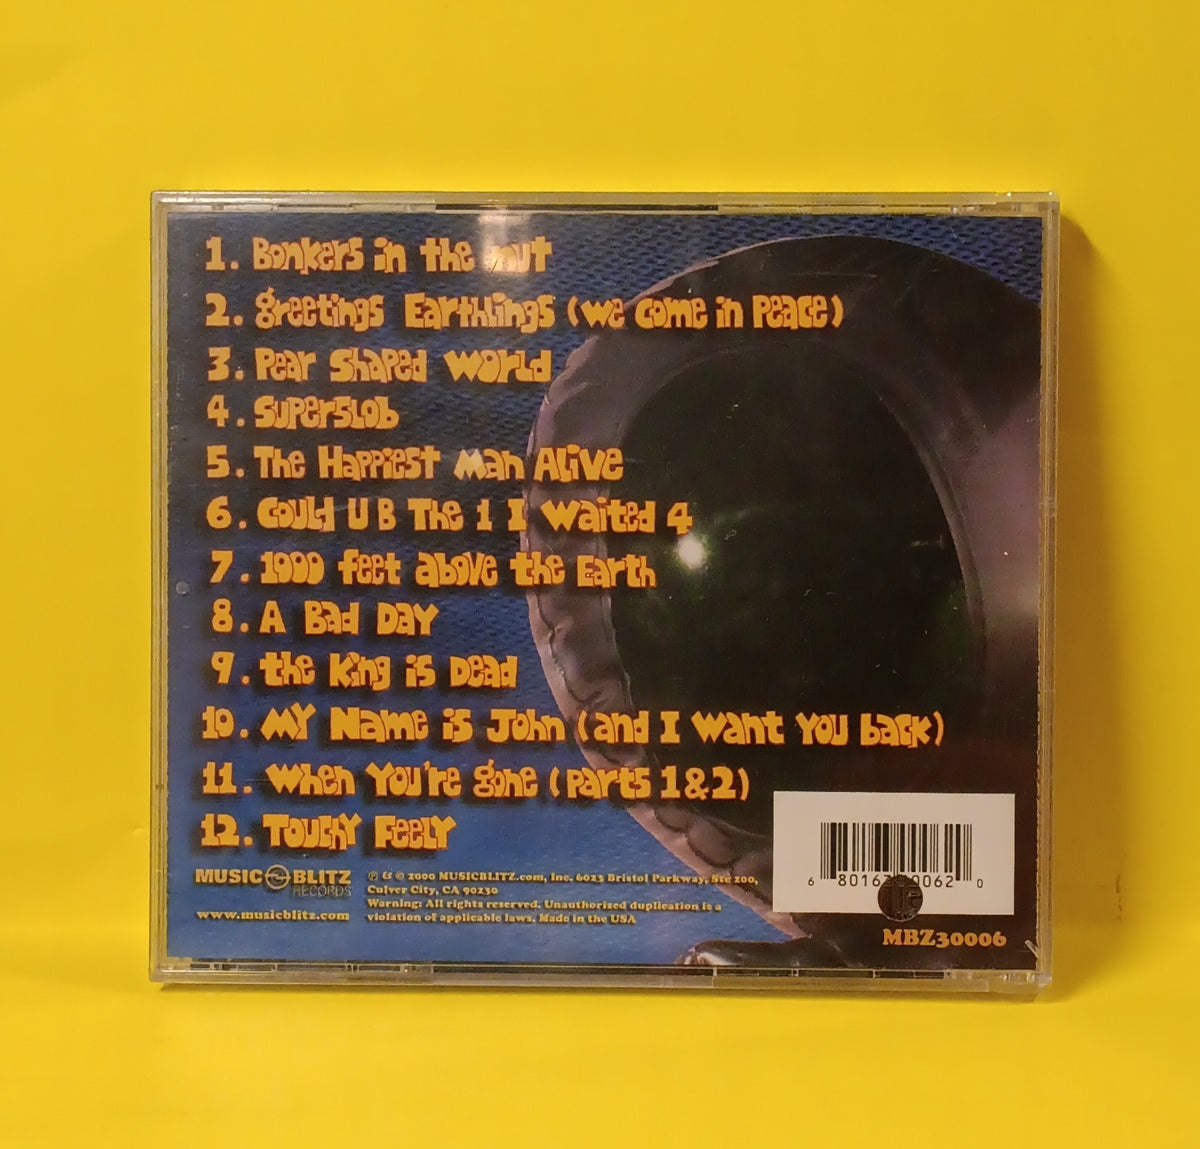 1. Bonkers in the nut
2. Greetings Earthlings (we come in peace)
3. Pear Shaped World
4. Superslob
5. The Happiest Man Alive
6. Could U B The 1 I Waited 4
7. 1000 feet above the Earth
8. A Bad Day
9. the King is Dead
10. My Name is John (and I want you back)
11. When You're gone (parts 1&2)
12. Touchy Feely
MUSIC BLITZ
RECORDS
www.musicblitz.com
℗ & © 2000 MUSICBLITZ.com, Inc. 6023 Bristol Parkway, Ste 200,
Culver City, CA 90230
Warning: All rights reserved. Unauthorized duplication is a
violation of applicable laws. Made in the USA
6 0062 0
MBZ30006